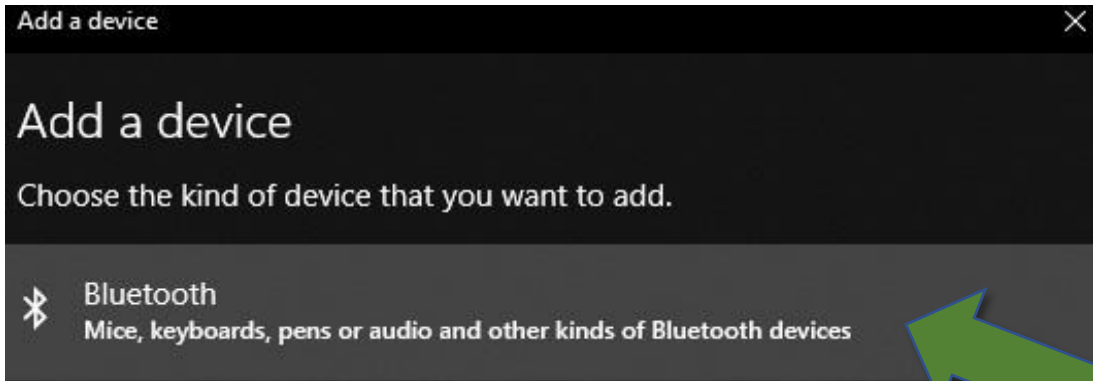 Add a device
Add a device
Choose the kind of device that you want to add.
Bluetooth
Mice, keyboards, pens or audio and other kinds of Bluetooth devices